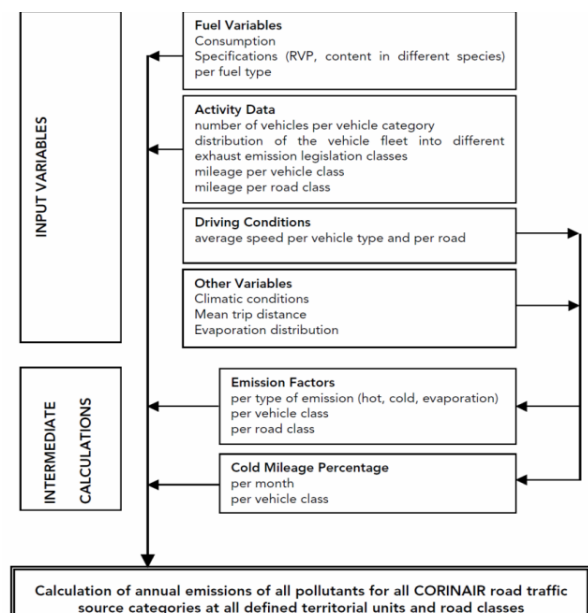 Fuel Variables
Consumption
Specifications (RVP, content in different species)
per fuel type
Activity Data
number of vehicles per vehicle category
distribution of the vehicle fleet into different
exhaust emission legislation classes
mileage per vehicle class
mileage per road class
INPUT VARIABLES
Driving Conditions
average speed per vehicle type and per road
Other Variables
Climatic conditions
Mean trip distance
Evaporation distribution
INTERMEDIATE
CALCULATIONS
Emission Factors
per type of emission (hot, cold, evaporation)
per vehicle class
per road class
Cold Mileage Percentage
per month
per vehicle class
Calculation of annual emissions of all pollutants for all CORINAIR road traffic
source categories at all defined territorial units and road classes